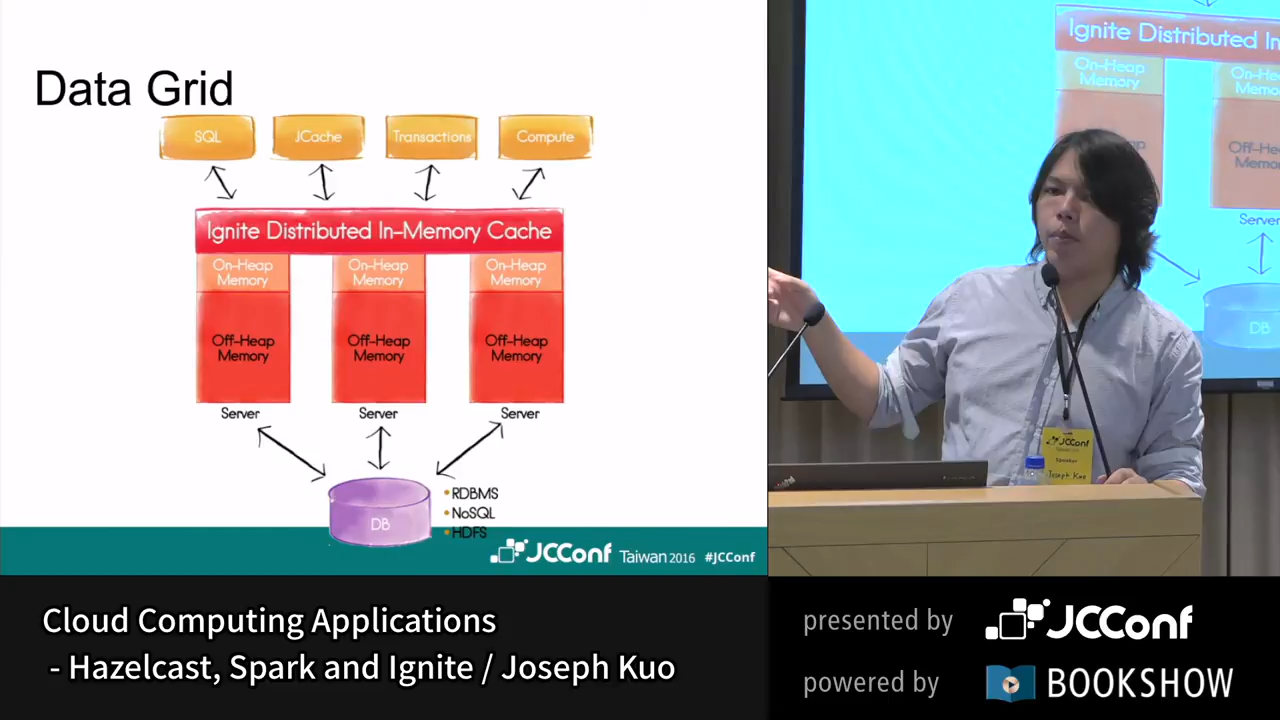 Data Grid
SQL
JCache
Transactions
Compute
Ignite Distributed In-Memory Cache
On-Heap
Memory
On-Heap
Memory
On-Heap
Memory
Off-Heap
Memory
Off-Heap
Memory
Off-Heap
Memory
Server
Server
Server
DB
• RDBMS
• NoSQL
• HDFS
JCConf Taiwan 2016 #JCConf
Ignite Distributed In
On-Heap
Memory
On-He
Memo
Off-He
Memo
Server
DB
JCConf
Joseph Kuo
Cloud Computing Applications
- Hazelcast, Spark and Ignite / Joseph Kuo
presented by JCConf
powered by BOOKSHOW